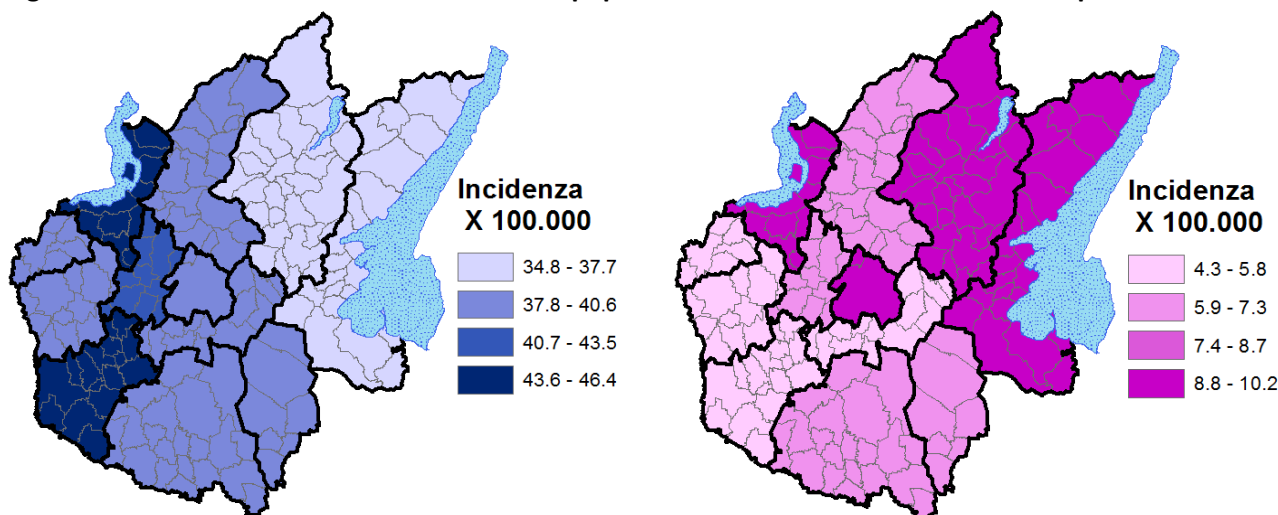 Incidenza
X 100.000
34.8 - 37.7
37.8 - 40.6
40.7 - 43.5
43.6 - 46.4
Incidenza
X 100.000
4.3 - 5.8
5.9 - 7.3
7.4 - 8.7
8.8 - 10.2